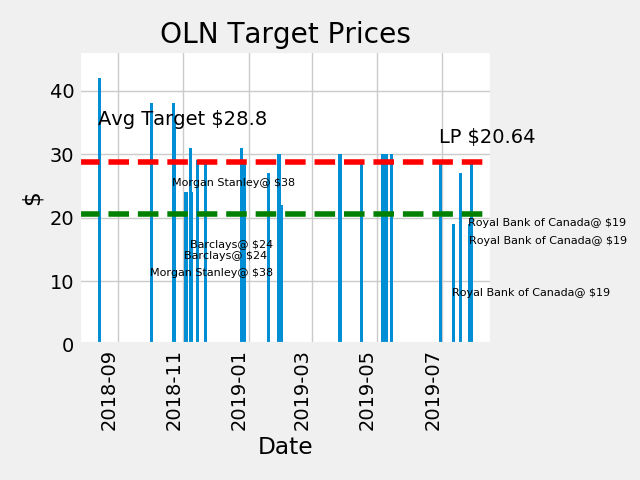 OLN Target Prices
40
30
20
10
0
$
Avg Target $28.8
LP $20.64
Morgan Stanley@ $38
Royal Bank of Canada@ $19
Royal Bank of Canada@ $19
Barclays@ $24
Barclays@ $24
Morgan Stanley@ $38
Royal Bank of Canada@ $19
2018-09
2018-11
2019-01
2019-03
2019-05
2019-07
Date